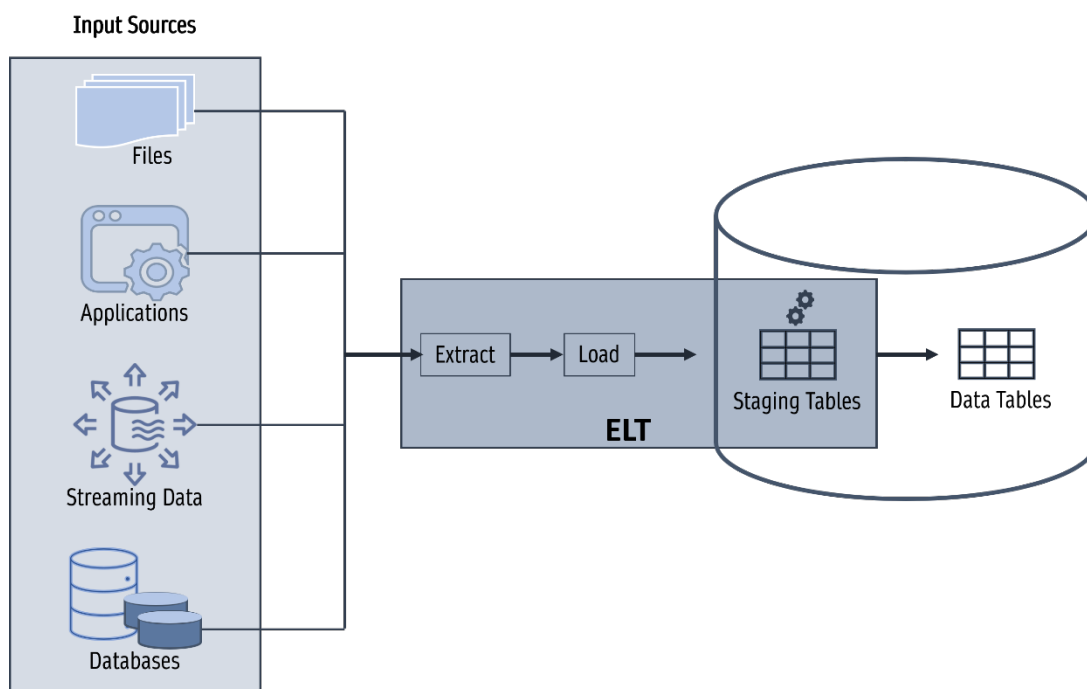 Input Sources
Files
Applications
Streaming Data
Databases
Extract
Load
ELT
Staging Tables
Data Tables